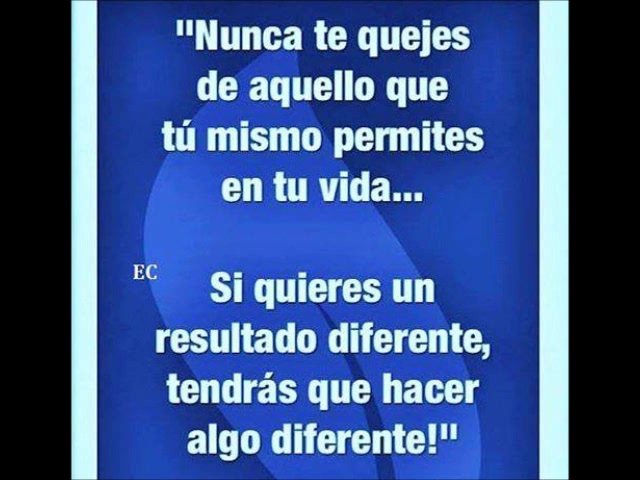 "Nunca te quejes
de aquello que
tú mismo permites
en tu vida...
EC
Si quieres un
resultado diferente,
tendrás que hacer
algo diferente!"